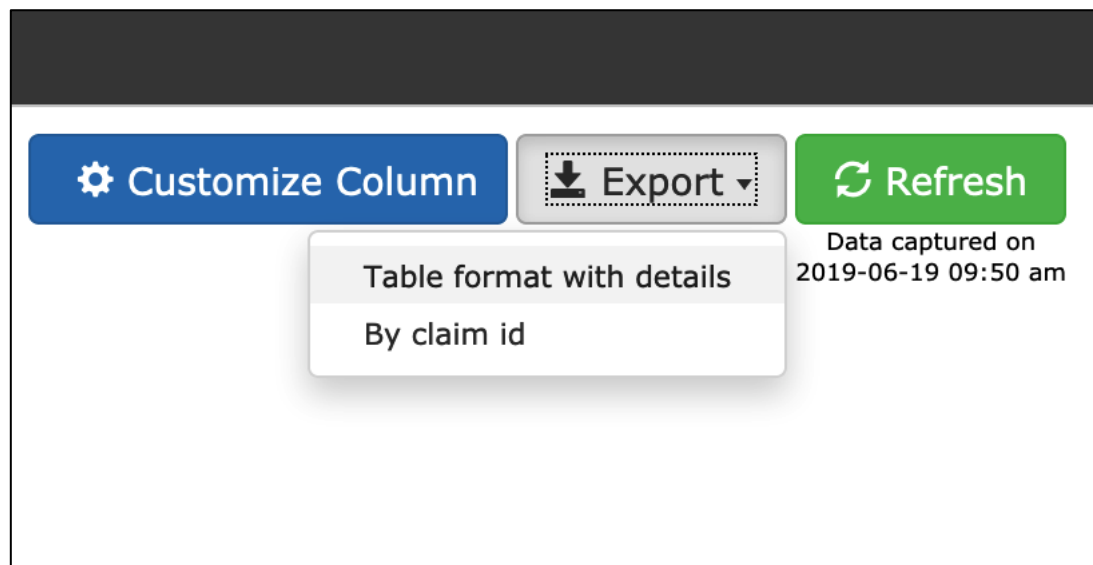 Customize Column
Export
Refresh
Data captured on
2019-06-19 09:50 am
Table format with details
By claim id